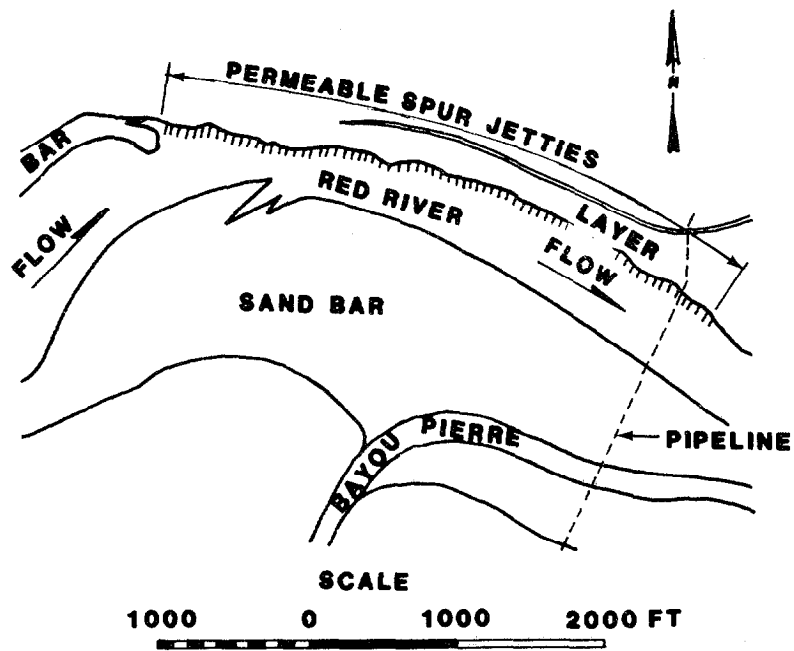 PERMEABLE SPUR JETTIES
N
BAR
RED RIVER
LAYER
FLOW
FLOW
SAND BAR
BAYOU PIERRE
PIPELINE
SCALE
1000 0 1000 2000 FT